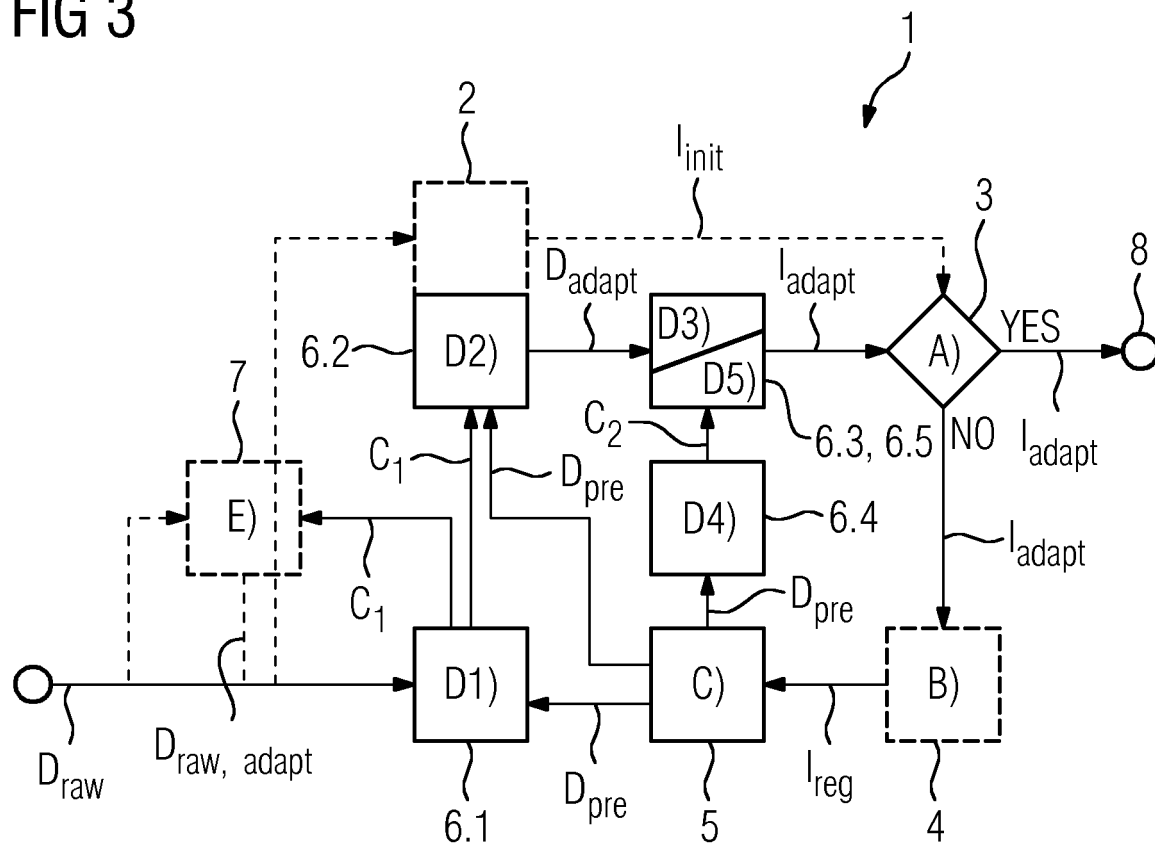 FIG 3
1
2
I_init
3
D_adapt
I_adapt
8
D3)
YES
6.2
D2)
A)
D5)
7
C_2
6.3, 6.5
NO
I_adapt
C_1
D_pre
E)
D4)
6.4
I_adapt
C_1
D_pre
D1)
C)
B)
D_raw
D_raw, adapt
D_pre
I_reg
6.1
5
4